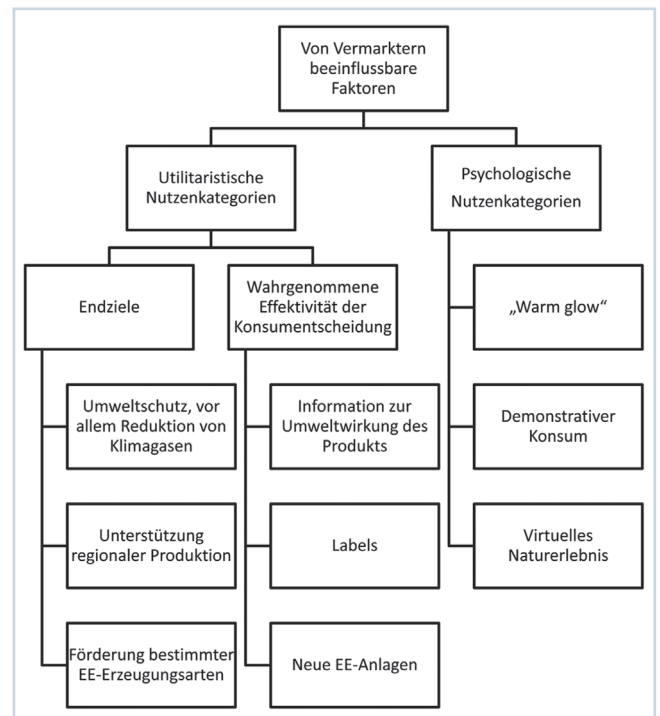 Von Vermarktern
beeinflussbare
Faktoren
Utilitaristische
Nutzenkategorien
Psychologische
Nutzenkategorien
Endziele
Wahrgenommene
Effektivität der
Konsumentscheidung
„Warm glow“
Umweltschutz, vor
allem Reduktion von
Klimagasen
Information zur
Umweltwirkung des
Produkts
Demonstrativer
Konsum
Unterstützung
regionaler Produktion
Labels
Virtuelles
Naturerlebnis
Förderung bestimmter
EE-Erzeugungsarten
Neue EE-Anlagen